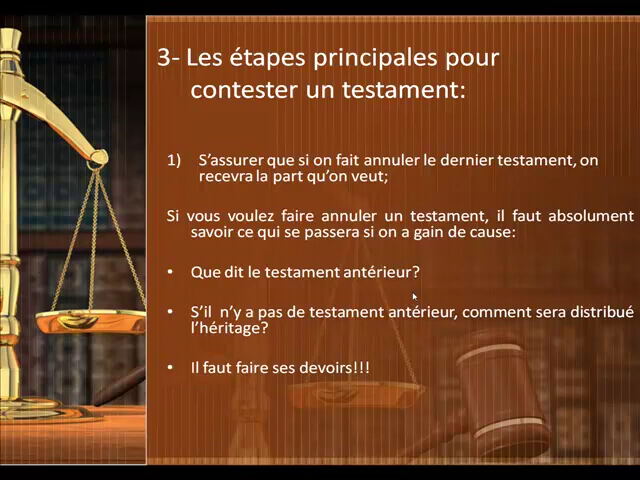 3- Les étapes principales pour
contester un testament:
1) S’assurer que si on fait annuler le dernier testament, on
recevra la part qu’on veut;
Si vous voulez faire annuler un testament, il faut absolument
savoir ce qui se passera si on a gain de cause:
• Que dit le testament antérieur?
• S’il n’y a pas de testament antérieur, comment sera distribué
l’héritage?
• Il faut faire ses devoirs!!!